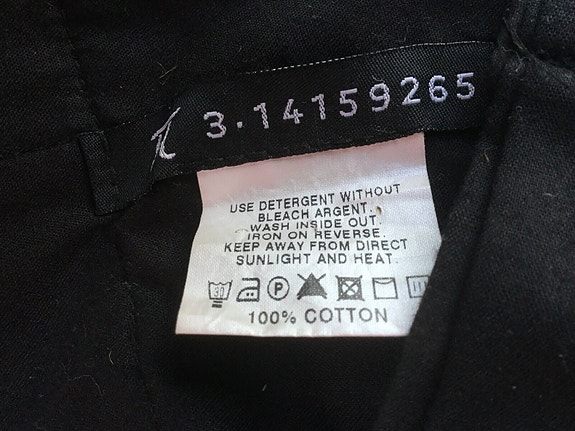 3.14159265
USE DETERGENT WITHOUT
BLEACH ARGENT.
WASH INSIDE OUT.
IRON ON REVERSE.
KEEP AWAY FROM DIRECT
SUNLIGHT AND HEAT.
30 P
100% COTTON